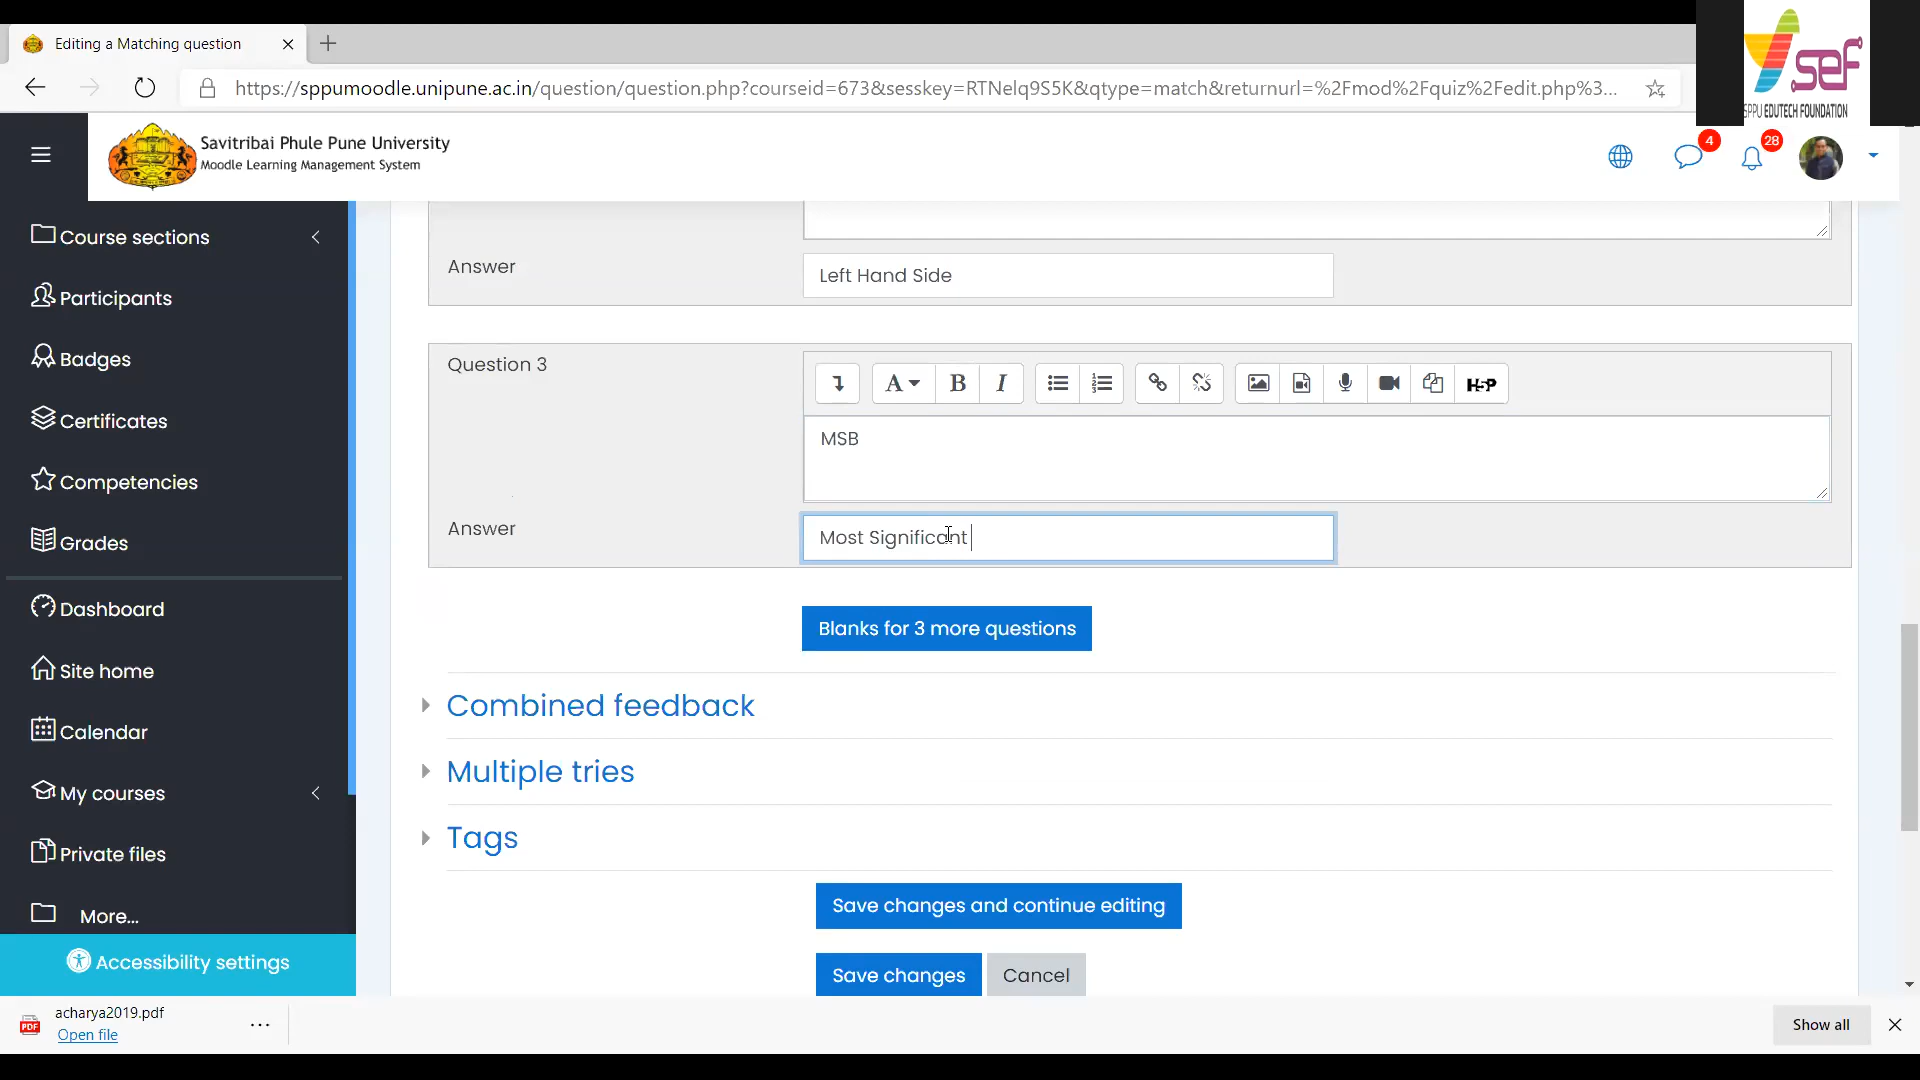 Editing a Matching question
https://sppumoodle.unipune.ac.in/question/question.php?courseid=673&sesskey=RTNelq9S5K&qtype=match&returnurl=%2Fmod%2Fquiz%2Fedit.php%3...
sef
SPPU EDUTECH FOUNDATION
Savitribai Phule Pune University
Moodle Learning Management System
4
28
Course sections
Participants
Badges
Certificates
Competencies
Grades
Dashboard
Site home
Calendar
My courses
Private files
More...
Accessibility settings
Answer
Left Hand Side
Question 3
A
B
I
H5P
MSB
Answer
Most Significant
Blanks for 3 more questions
Combined feedback
Multiple tries
Tags
Save changes and continue editing
Save changes
Cancel
PDF
acharya2019.pdf
Open file
Show all